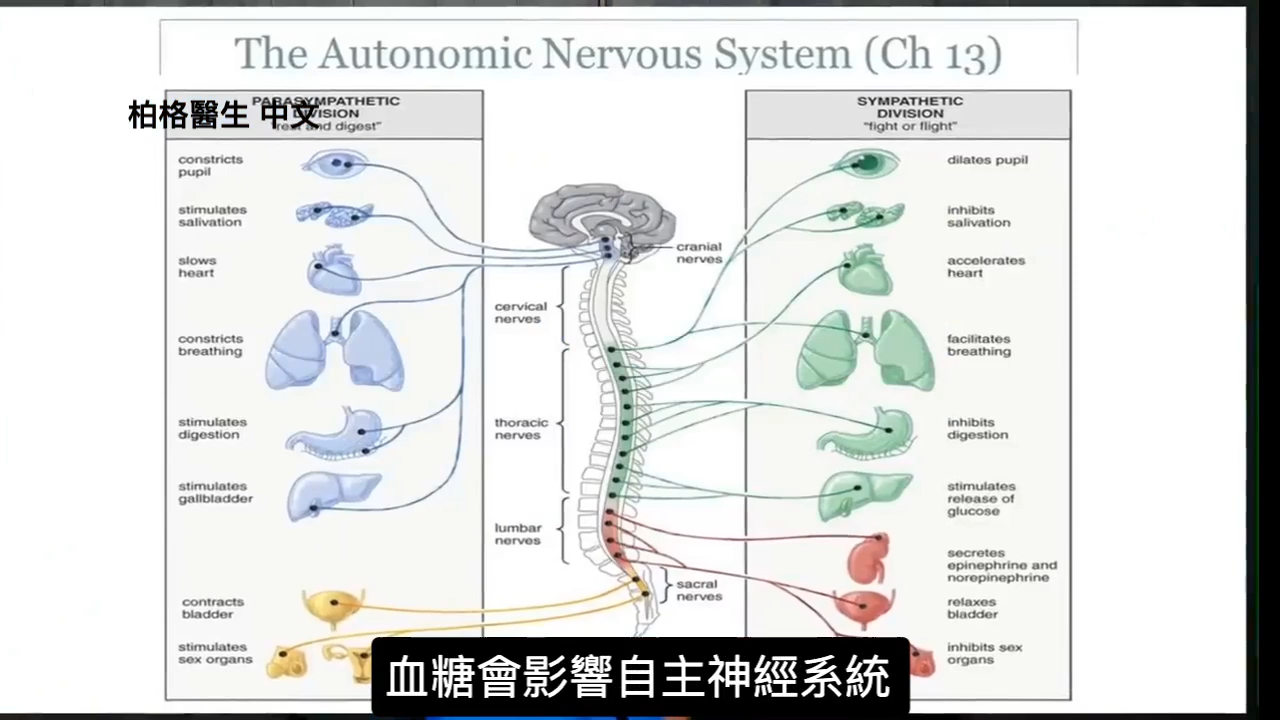 The Autonomic Nervous System (Ch 13)
柏格醫生 中文
PARASYMPATHETIC
DIVISION
"rest and digest"
constricts
pupil
stimulates
salivation
slows
heart
constricts
breathing
stimulates
digestion
stimulates
gallbladder
contracts
bladder
stimulates
sex organs
cranial
nerves
cervical
nerves
thoracic
nerves
lumbar
nerves
sacral
nerves
SYMPATHETIC
DIVISION
"fight or flight"
dilates pupil
inhibits
salivation
accelerates
heart
facilitates
breathing
inhibits
digestion
stimulates
release of
glucose
secretes
epinephrine and
norepinephrine
relaxes
bladder
inhibits sex
organs
血糖會影響自主神經系統